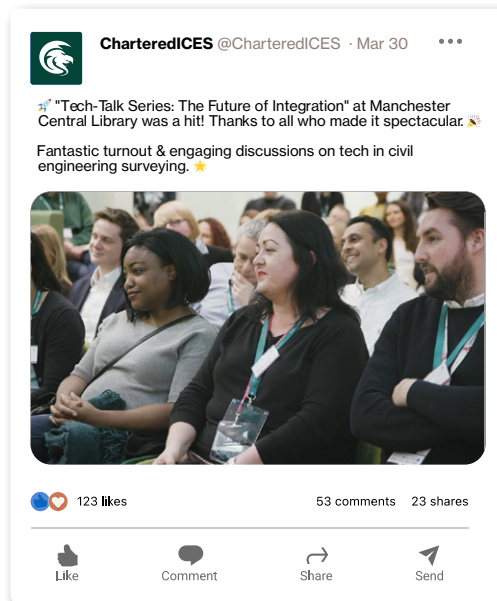 CharteredICES @CharteredICES · Mar 30
🚀 "Tech-Talk Series: The Future of Integration" at Manchester
Central Library was a hit! Thanks to all who made it spectacular. 🎉
Fantastic turnout & engaging discussions on tech in civil
engineering surveying. 🌟
123 likes
53 comments 23 shares
Like
Comment
Share
Send